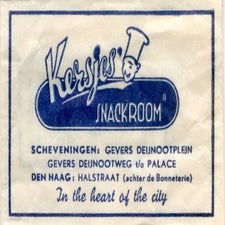 Kersjes'
SNACKROOM"
SCHEVENINGEN: GEVERS DEIJNOOTPLEIN
GEVERS DEIJNOOTWEG t/o PALACE
DEN HAAG: HALSTRAAT (achter de Bonneterie)
In the heart of the city